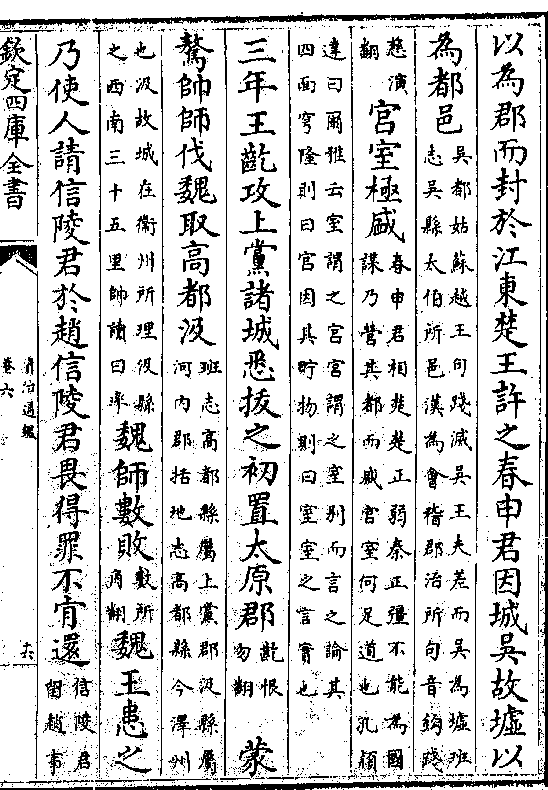 以為郡而封於江東楚王許之春申君因城吳故墟以
為都邑吳都姑蘇越王句踐滅吳王夫差而吳為墟班
志吳縣太伯所邑漢為會稽郡治所句音鉤踐
慈演
翻宮室極盛春申君相楚楚正弱秦正彊不能為國
謀乃營其都而盛宮室何足道也孔穎
達曰爾雅云室謂之宮宮謂之室别而言之論其
四面穹隆則曰宮因其貯物則曰室室之言實也
三年王齕攻上黨諸城悉拔之初置太原郡齕恨
勿翻 蒙
驁帥師伐魏取高都汲班志高都縣屬上黨郡汲縣屬
河内郡括地志高都縣今澤州
也汲故城在衛州所理汲縣
之西南三十五里帥讀曰率魏師數敗數所
角翻魏王患之
乃使人請信陵君於趙信陵君畏得罪不肯還信陵君
留趙事
欽定四庫全書
資治通鑑
卷六